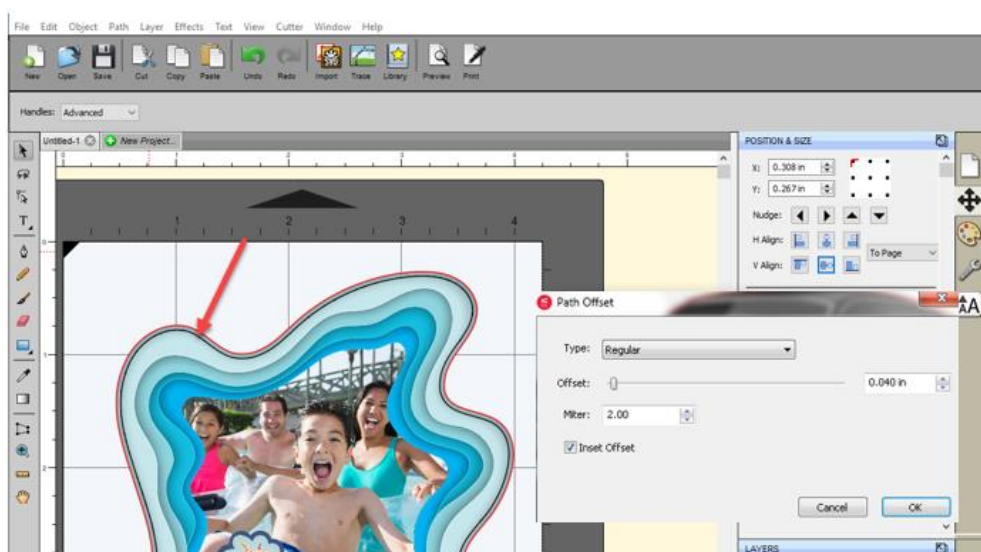 File Edit Object Path Layer Effects Text View Cutter Window Help
New Open Save Cut Copy Paste Undo Redo Import Trace Library Preview Print
Handles: Advanced
Untitled-1 New Project...
POSITION & SIZE
X: 0.308 in
Y: 0.267 in
Nudge:
H Align:
To Page
V Align:
1 2 3 4
Path Offset
AA
Type: Regular
Offset: 0.040 in
Miter: 2.00
Inset Offset
Cancel OK
LAYERS